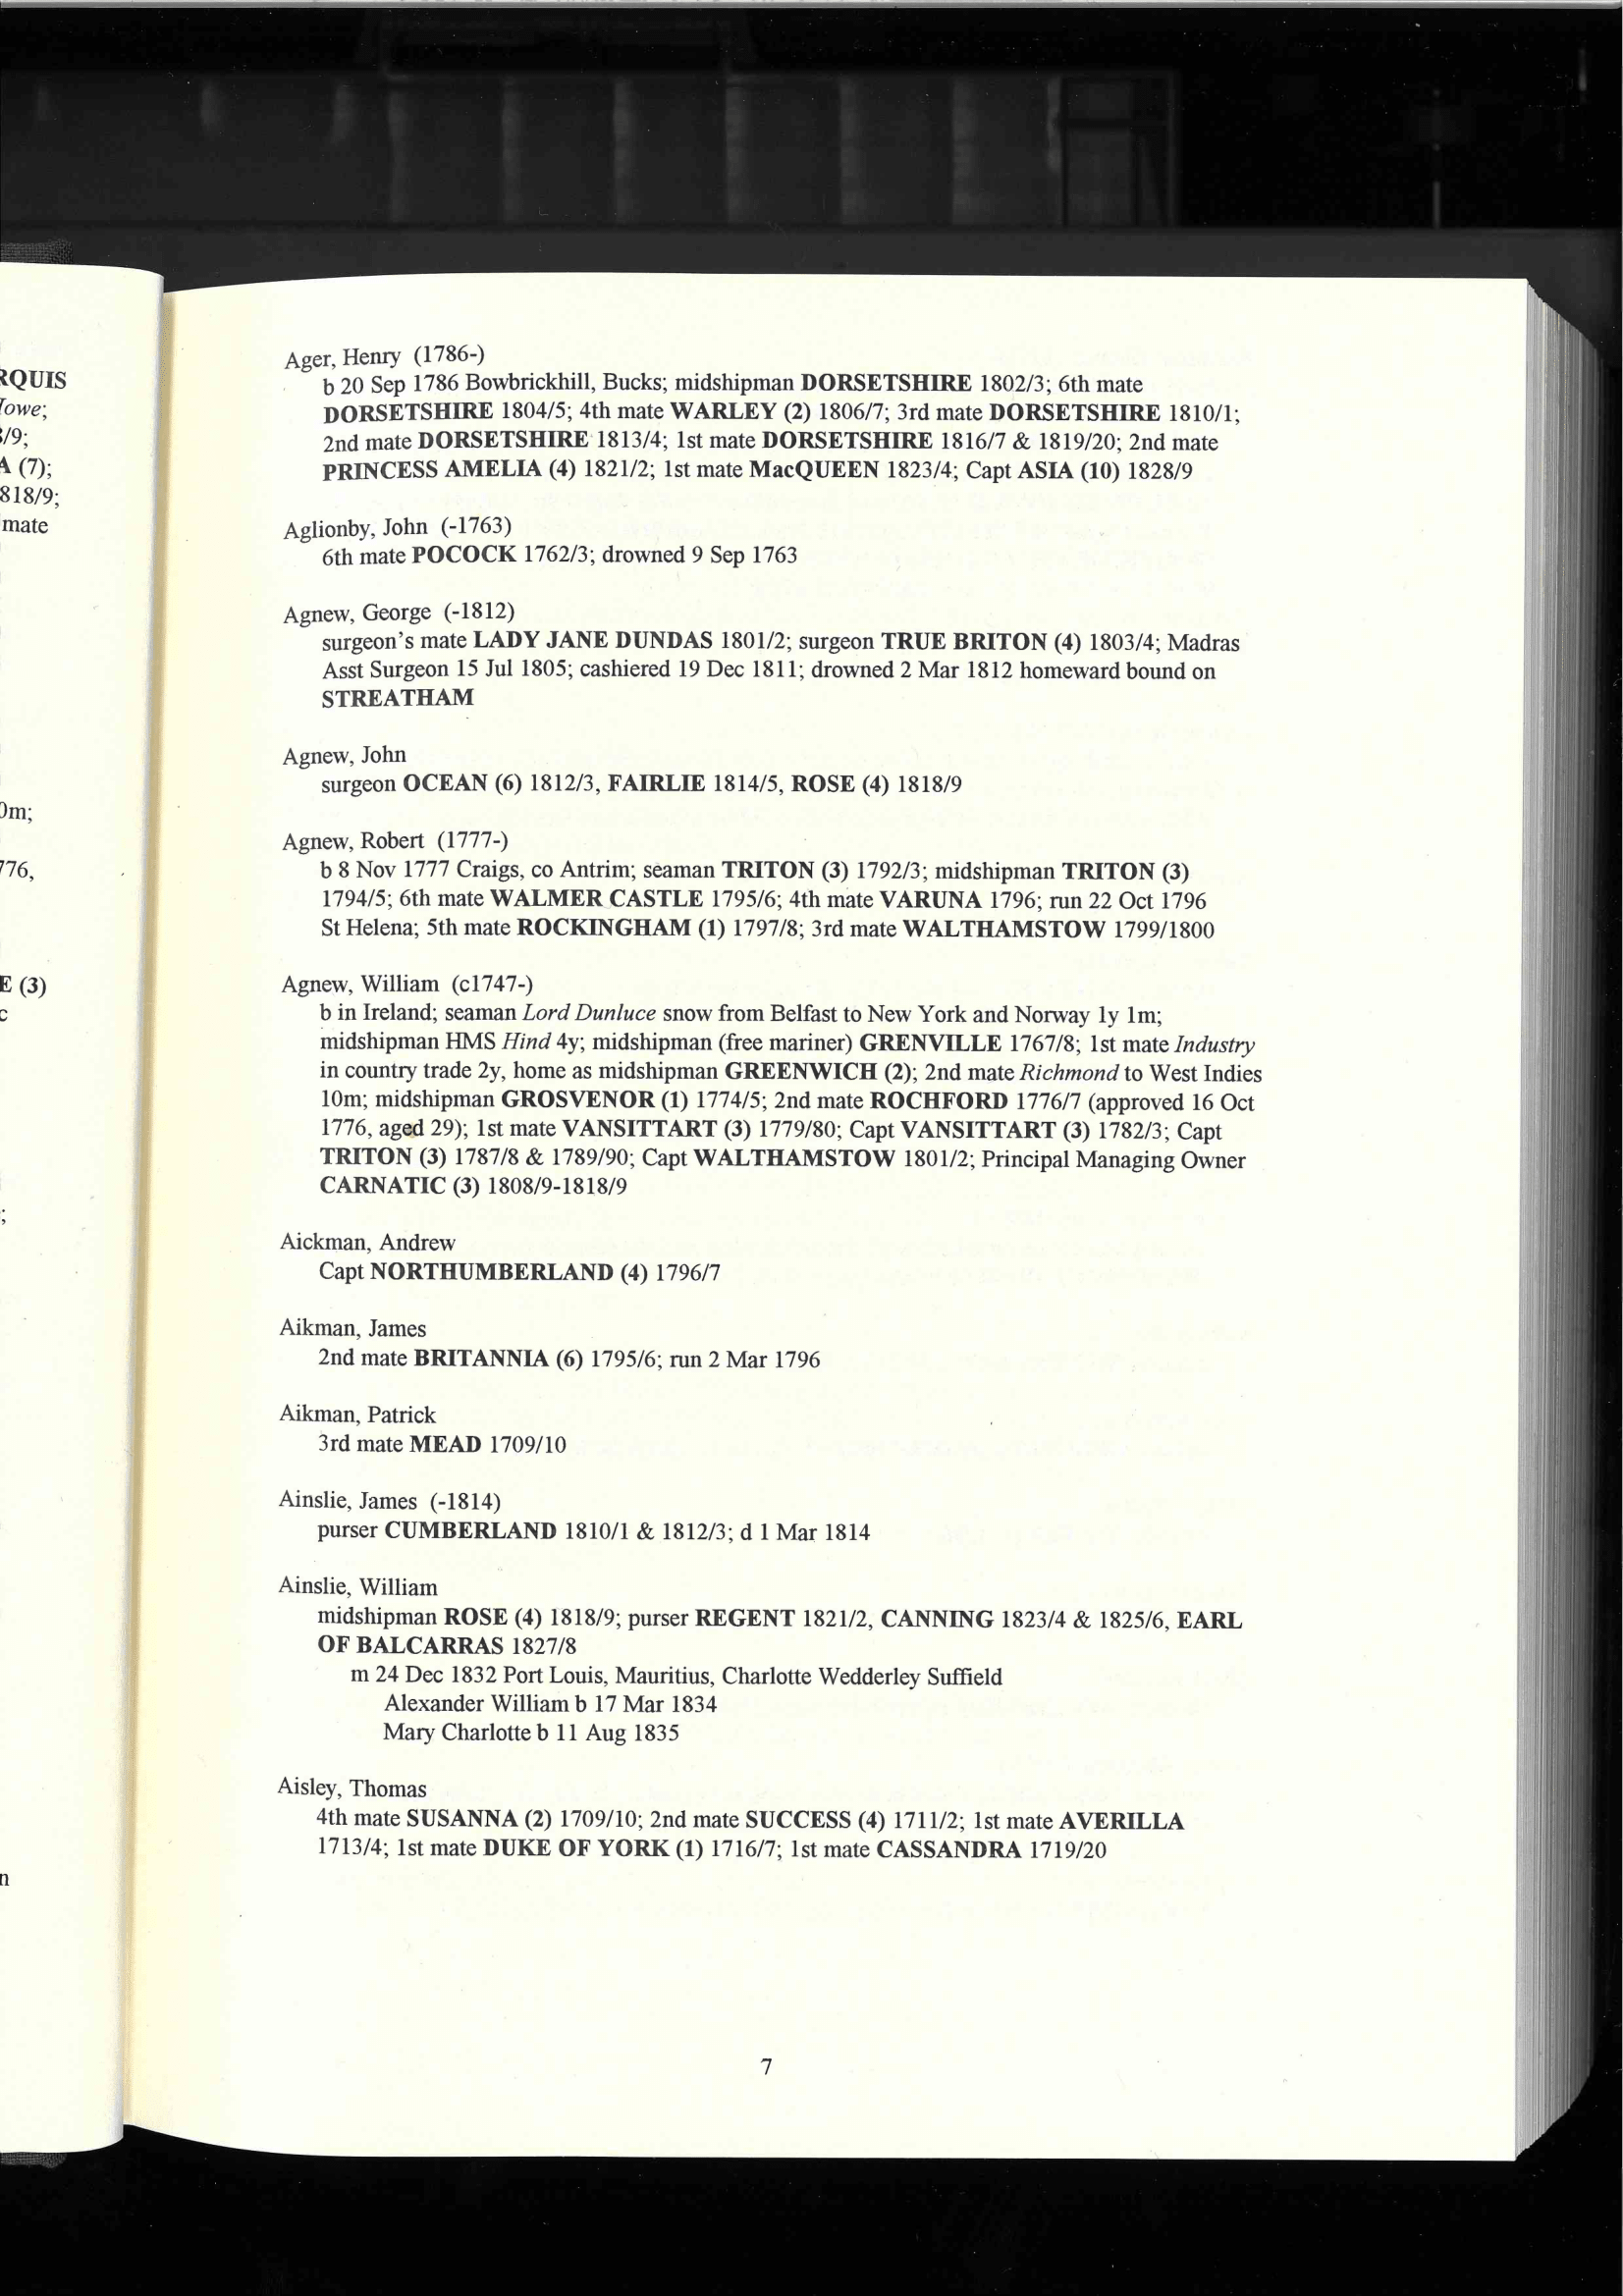 RQUIS
Iowe;
/9;
A (7);
818/9;
mate
0m;
776,
E (3)
c
;
n
Ager, Henry (1786-)
b 20 Sep 1786 Bowbrickhill, Bucks; midshipman DORSETSHIRE 1802/3; 6th mate
DORSETSHIRE 1804/5; 4th mate WARLEY (2) 1806/7; 3rd mate DORSETSHIRE 1810/1;
2nd mate DORSETSHIRE 1813/4; 1st mate DORSETSHIRE 1816/7 & 1819/20; 2nd mate
PRINCESS AMELIA (4) 1821/2; 1st mate MacQUEEN 1823/4; Capt ASIA (10) 1828/9
Aglionby, John (-1763)
6th mate POCOCK 1762/3; drowned 9 Sep 1763
Agnew, George (-1812)
surgeon's mate LADY JANE DUNDAS 1801/2; surgeon TRUE BRITON (4) 1803/4; Madras
Asst Surgeon 15 Jul 1805; cashiered 19 Dec 1811; drowned 2 Mar 1812 homeward bound on
STREATHAM
Agnew, John
surgeon OCEAN (6) 1812/3, FAIRLIE 1814/5, ROSE (4) 1818/9
Agnew, Robert (1777-)
b 8 Nov 1777 Craigs, co Antrim; seaman TRITON (3) 1792/3; midshipman TRITON (3)
1794/5; 6th mate WALMER CASTLE 1795/6; 4th mate VARUNA 1796; run 22 Oct 1796
St Helena; 5th mate ROCKINGHAM (1) 1797/8; 3rd mate WALTHAMSTOW 1799/1800
Agnew, William (c1747-)
b in Ireland; seaman Lord Dunluce snow from Belfast to New York and Norway 1y 1m;
midshipman HMS Hind 4y; midshipman (free mariner) GRENVILLE 1767/8; 1st mate Industry
in country trade 2y, home as midshipman GREENWICH (2); 2nd mate Richmond to West Indies
10m; midshipman GROSVENOR (1) 1774/5; 2nd mate ROCHFORD 1776/7 (approved 16 Oct
1776, aged 29); 1st mate VANSITTART (3) 1779/80; Capt VANSITTART (3) 1782/3; Capt
TRITON (3) 1787/8 & 1789/90; Capt WALTHAMSTOW 1801/2; Principal Managing Owner
CARNATIC (3) 1808/9-1818/9
Aickman, Andrew
Capt NORTHUMBERLAND (4) 1796/7
Aikman, James
2nd mate BRITANNIA (6) 1795/6; run 2 Mar 1796
Aikman, Patrick
3rd mate MEAD 1709/10
Ainslie, James (-1814)
purser CUMBERLAND 1810/1 & 1812/3; d 1 Mar 1814
Ainslie, William
midshipman ROSE (4) 1818/9; purser REGENT 1821/2, CANNING 1823/4 & 1825/6, EARL
OF BALCARRAS 1827/8
m 24 Dec 1832 Port Louis, Mauritius, Charlotte Wedderley Suffield
Alexander William b 17 Mar 1834
Mary Charlotte b 11 Aug 1835
Aisley, Thomas
4th mate SUSANNA (2) 1709/10; 2nd mate SUCCESS (4) 1711/2; 1st mate AVERILLA
1713/4; 1st mate DUKE OF YORK (1) 1716/7; 1st mate CASSANDRA 1719/20
7